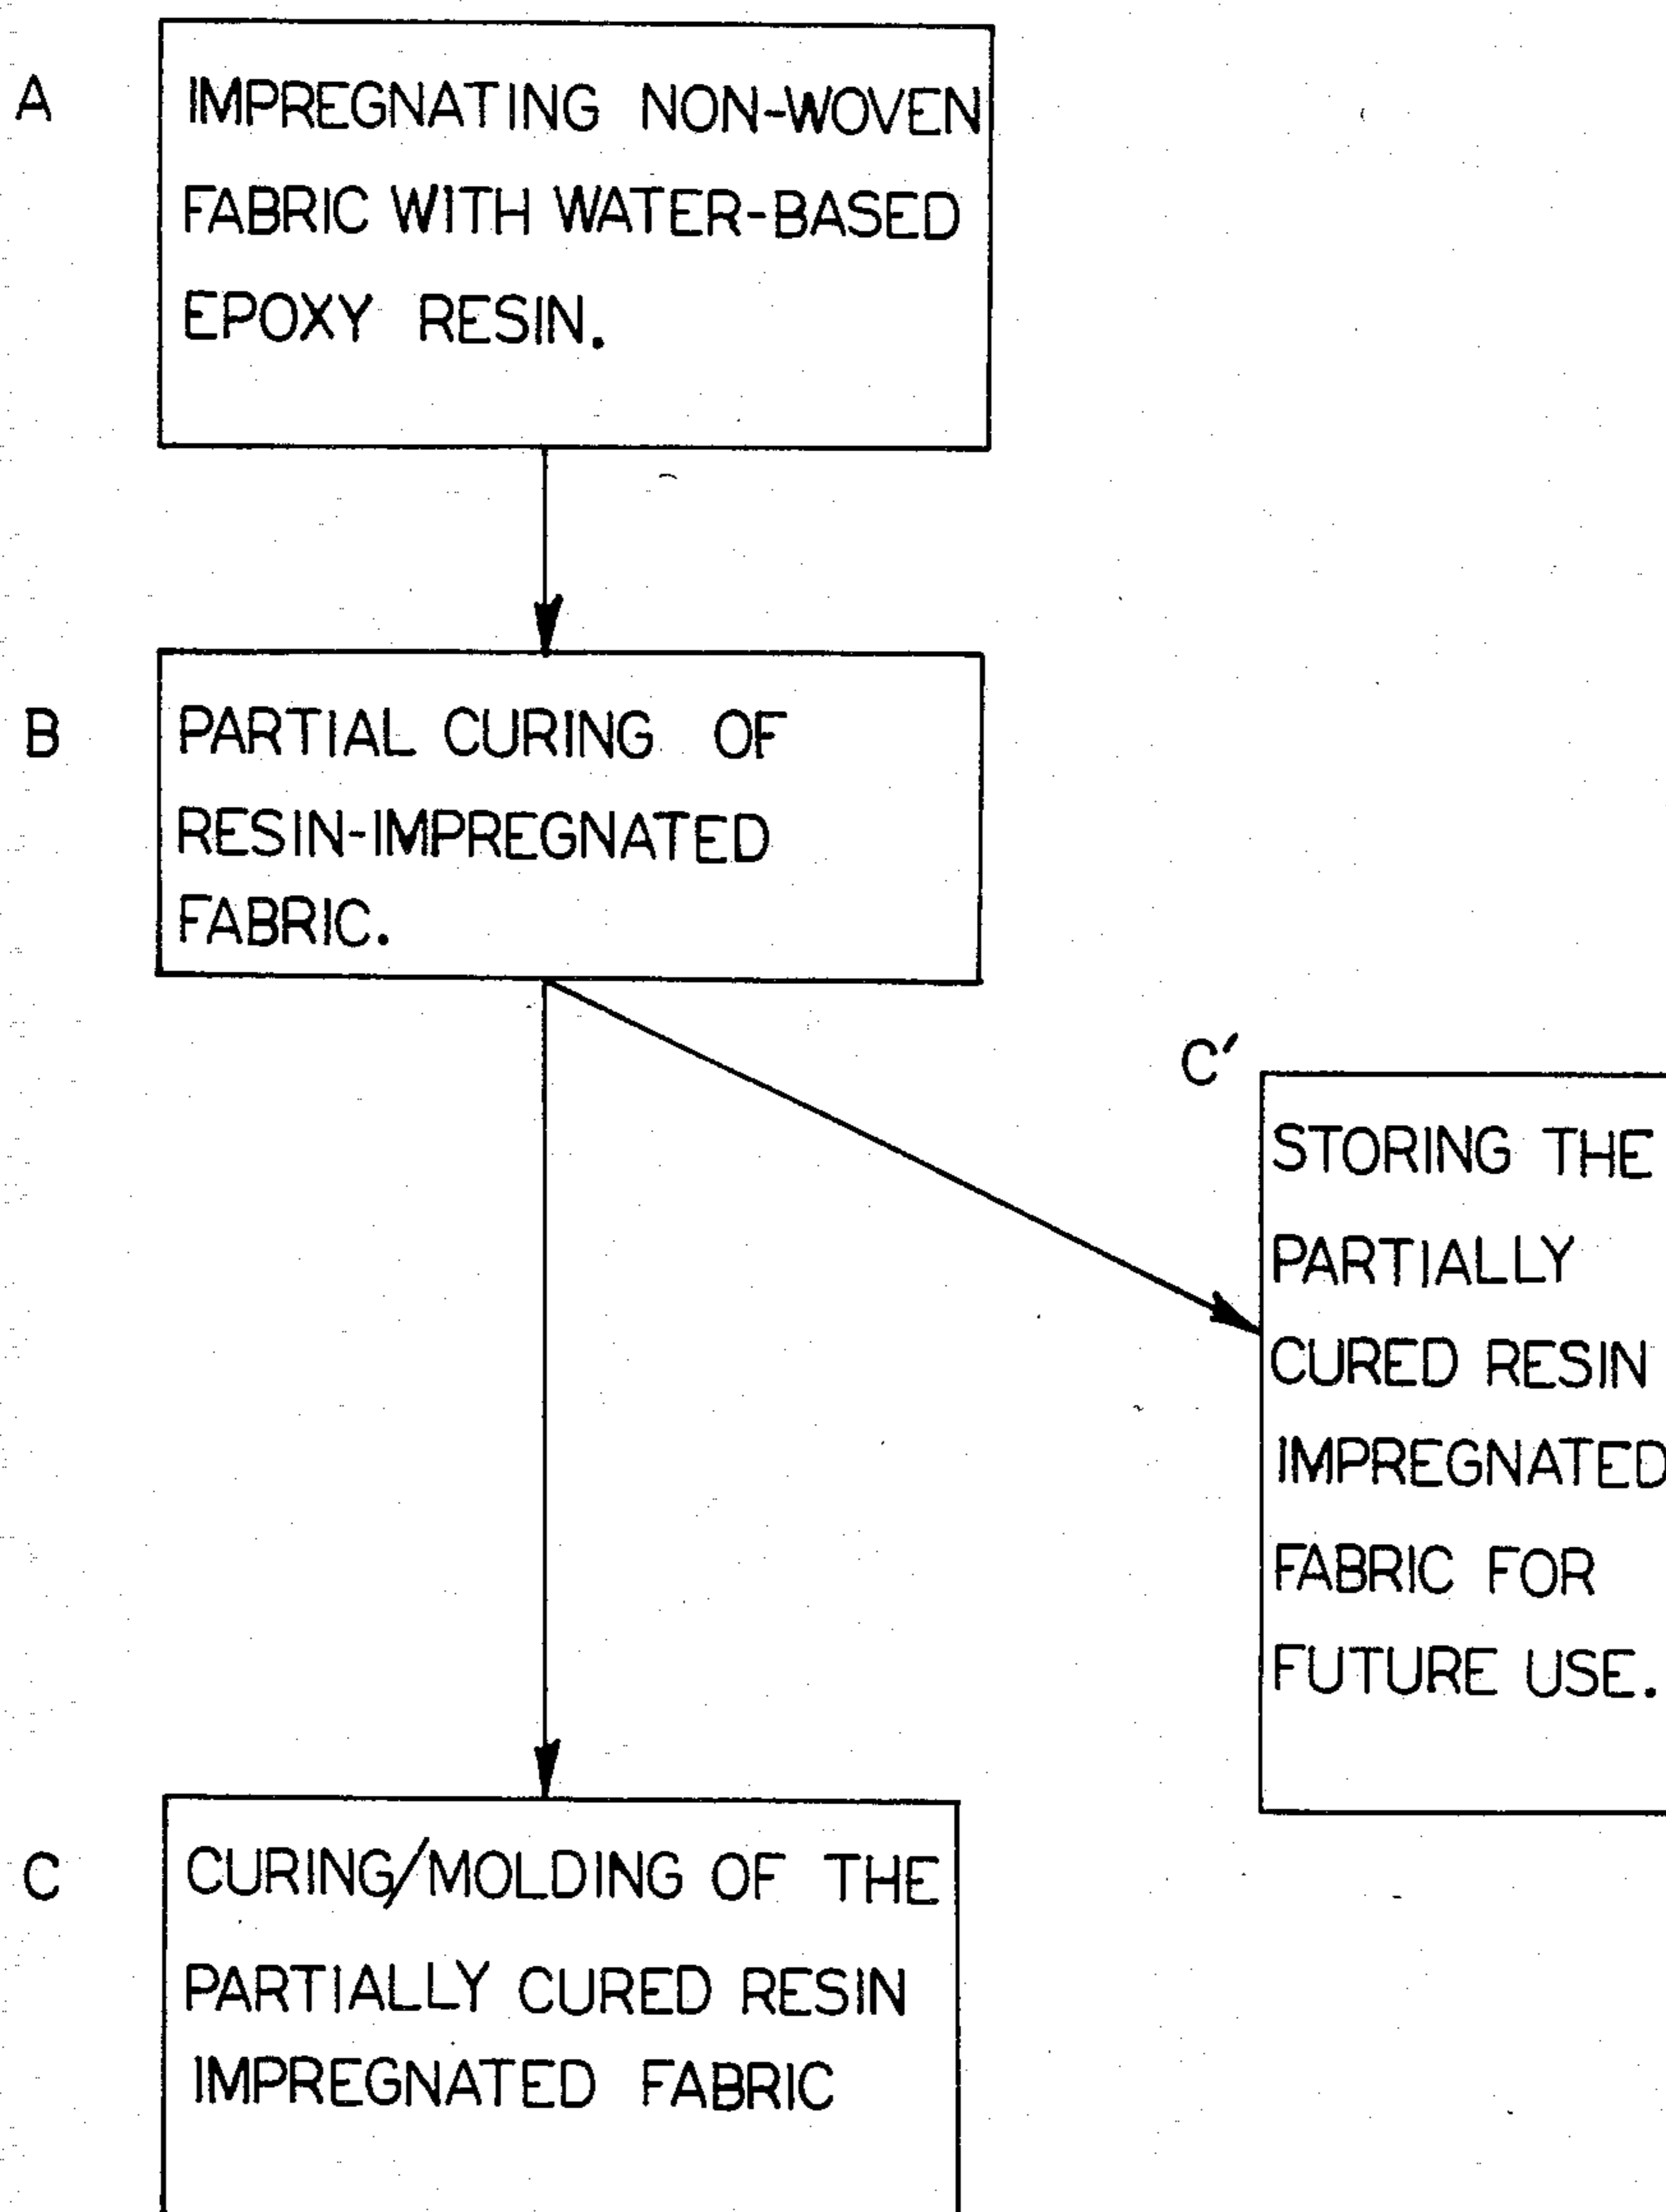 A
IMPREGNATING NON-WOVEN
FABRIC WITH WATER-BASED
EPOXY RESIN.
B
PARTIAL CURING OF
RESIN-IMPREGNATED
FABRIC.
C′
STORING THE
PARTIALLY
CURED RESIN
IMPREGNATED
FABRIC FOR
FUTURE USE.
C
CURING/MOLDING OF THE
PARTIALLY CURED RESIN
IMPREGNATED FABRIC